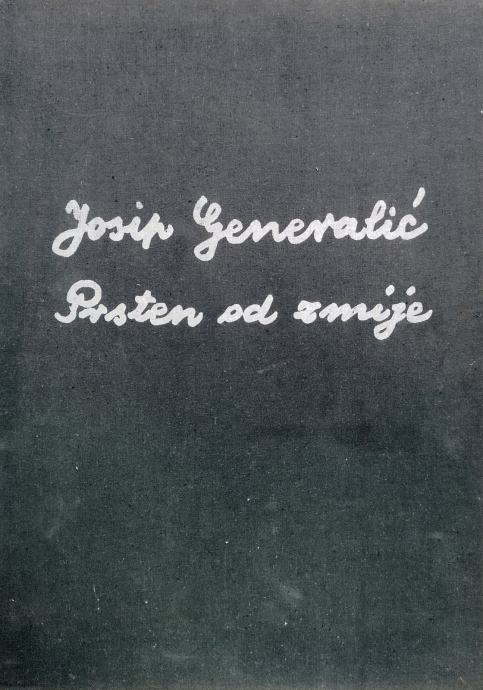 Josip Generalić
Prsten od zmije